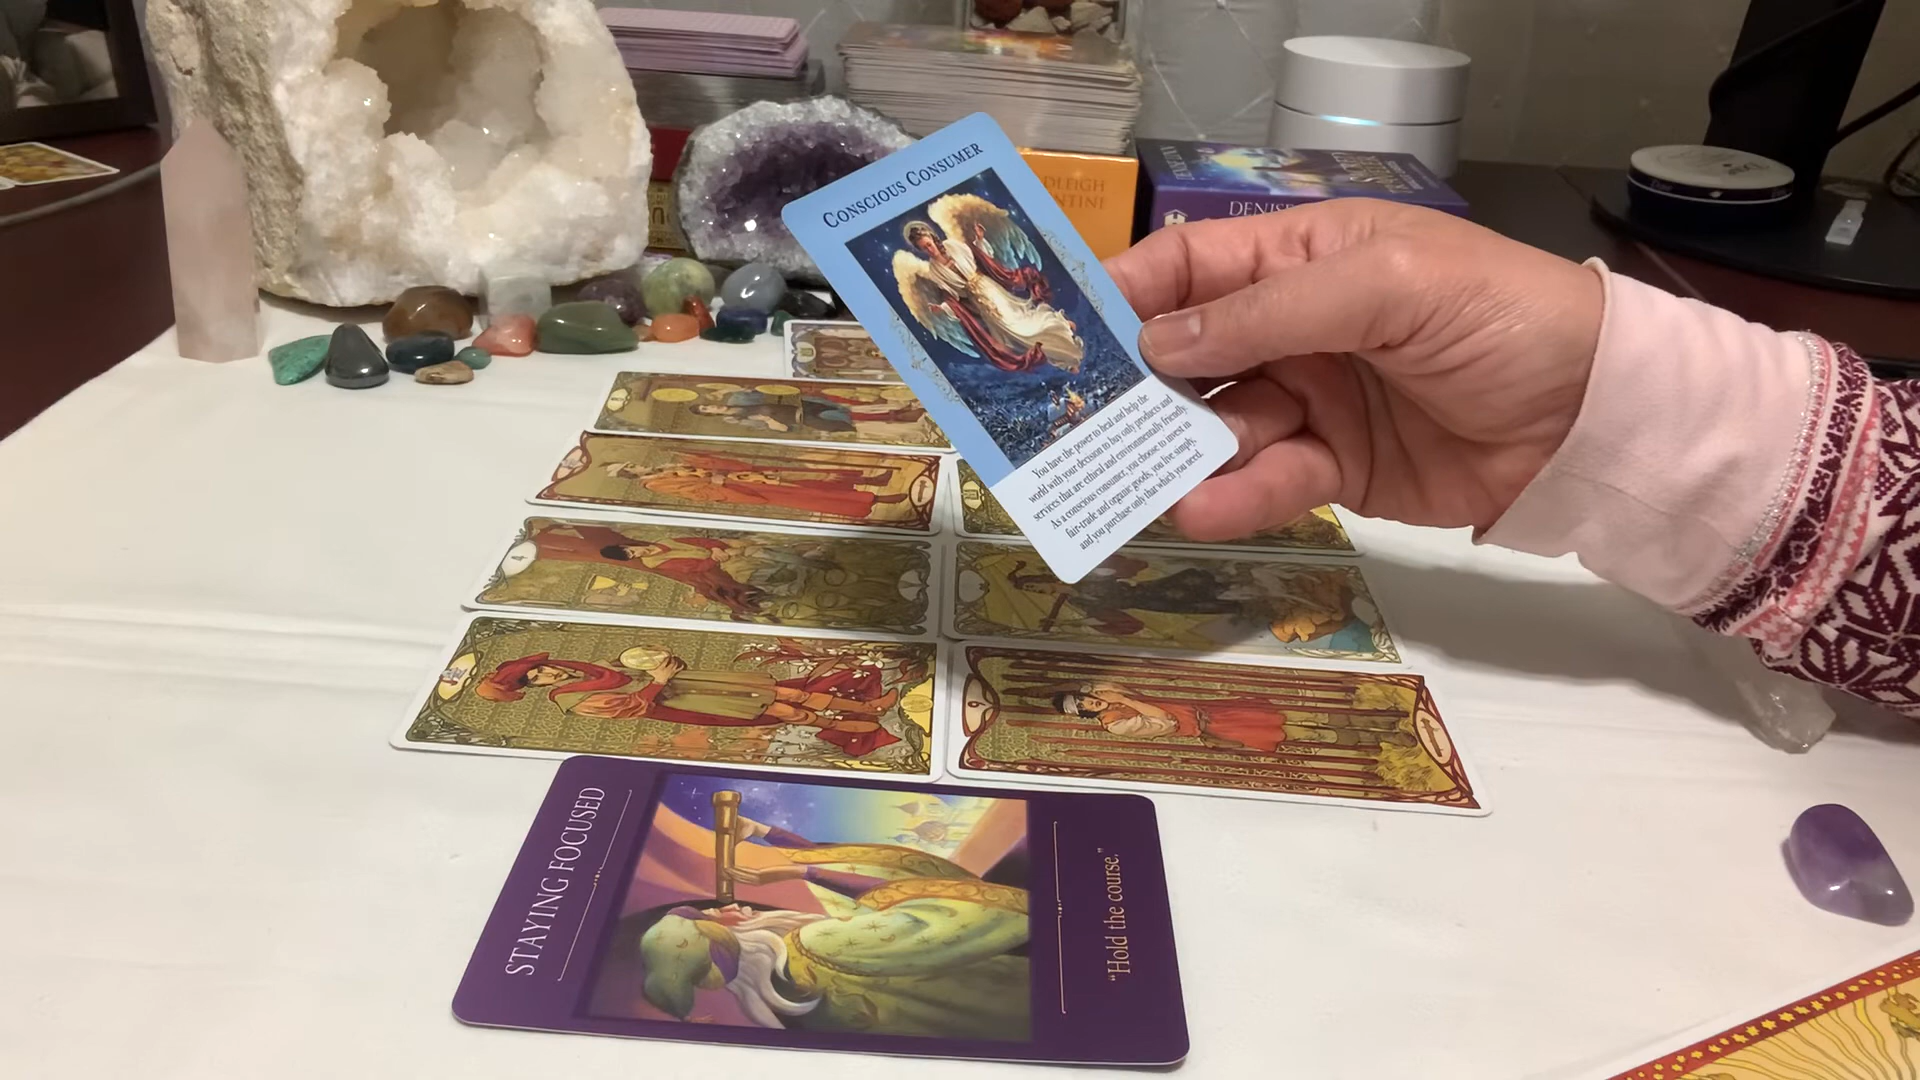 CONSCIOUS CONSUMER
You have the power to heal and help the
world with your decision to buy only products and
services that are ethical and environmentally friendly.
As a conscious consumer, you choose to invest in
fair-trade and organic goods, you live simply,
and you purchase only that which you need.
STAYING FOCUSED
“Hold the course.”
DENISE